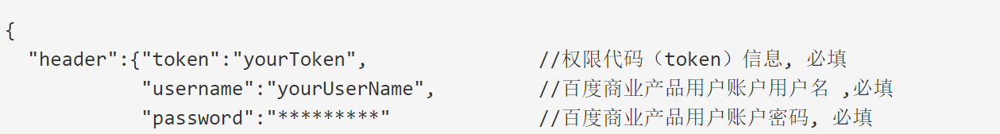 {
"header":{"token":"yourToken", //权限代码（token）信息, 必填
"username":"yourUserName", //百度商业产品用户账户用户名 ,必填
"password":"*********" //百度商业产品用户账户密码, 必填